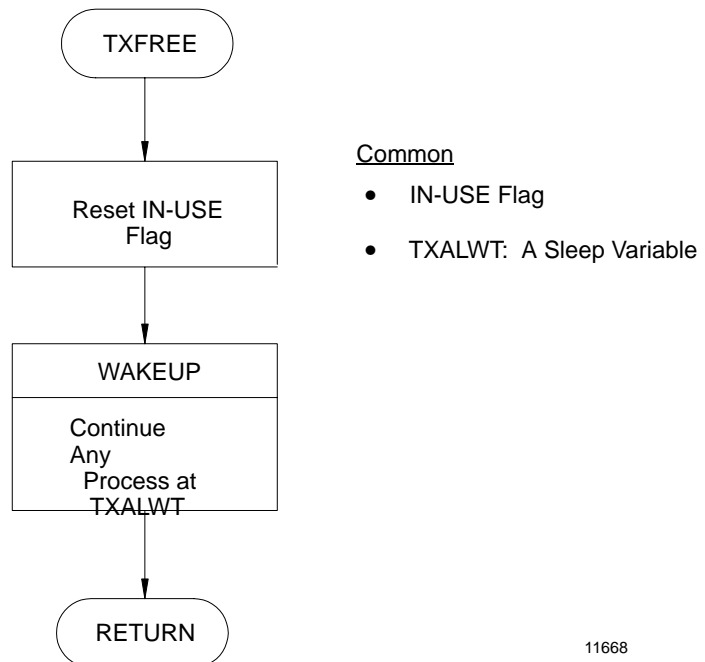 TXFREE
Reset IN-USE
Flag
WAKEUP
Continue
Any
Process at
TXALWT
RETURN
Common
• IN-USE Flag
• TXALWT: A Sleep Variable
11668